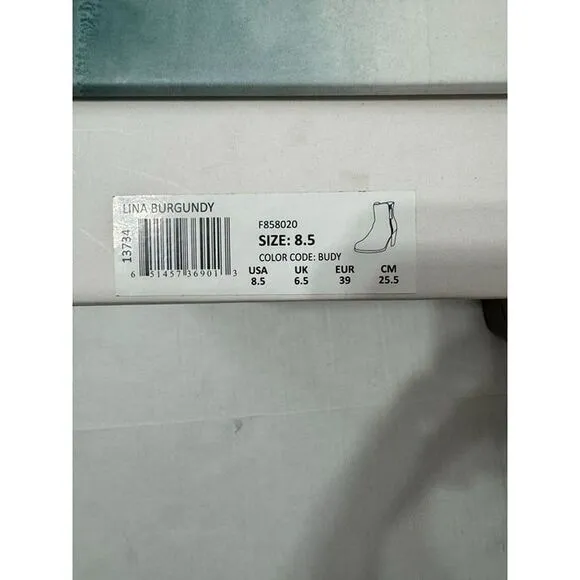 LINA BURGUNDY
13734
6 51457 36901 3
F858020
SIZE: 8.5
COLOR CODE: BUDY
USA UK EUR CM
8.5 6.5 39 25.5